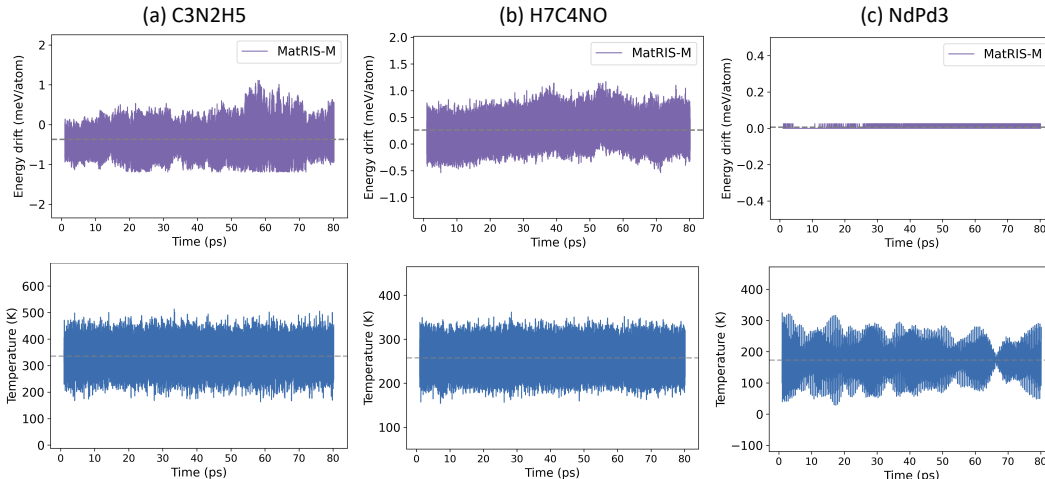 (a) C3N2H5
(b) H7C4NO
(c) NdPd3
Energy drift (meV/atom)
2
1
0
−1
−2
MatRIS-M
0 10 20 30 40 50 60 70 80
Time (ps)
Energy drift (meV/atom)
2.0
1.5
1.0
0.5
0.0
−0.5
−1.0
MatRIS-M
0 10 20 30 40 50 60 70 80
Time (ps)
Energy drift (meV/atom)
0.4
0.2
0.0
−0.2
−0.4
MatRIS-M
0 10 20 30 40 50 60 70 80
Time (ps)
Temperature (K)
600
500
400
300
200
100
0
0 10 20 30 40 50 60 70 80
Time (ps)
Temperature (K)
400
300
200
100
0 10 20 30 40 50 60 70 80
Time (ps)
Temperature (K)
400
300
200
100
0
−100
0 10 20 30 40 50 60 70 80
Time (ps)